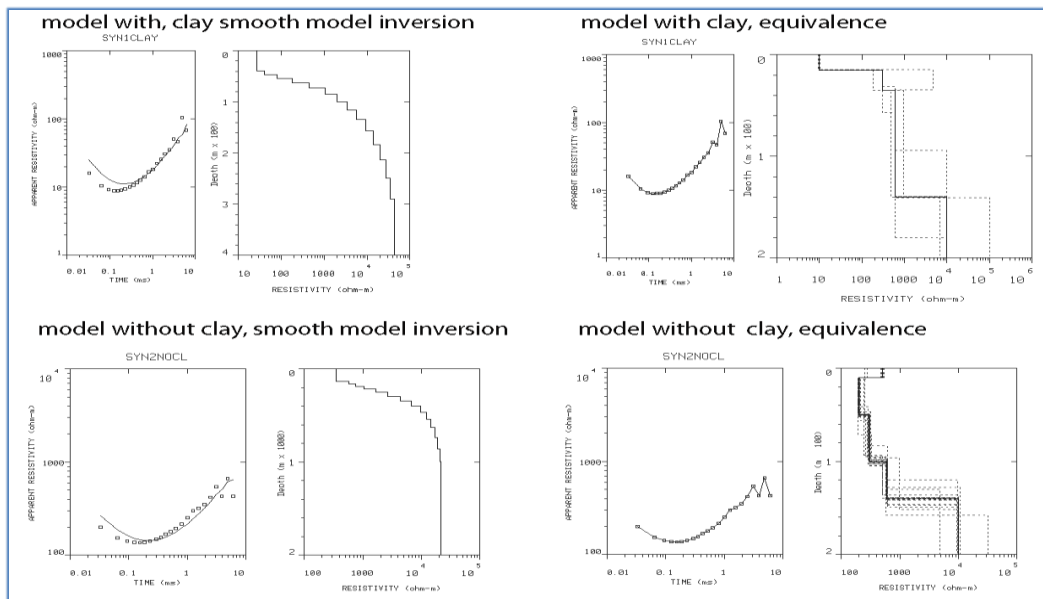 model with, clay smooth model inversion
SYN1CLAY
1000
100
10
1
APPARENT RESISTIVITY (ohm-m)
0.01 0.1 1 10
TIME (ms)
0
1
2
3
4
Depth (m x 100)
10 100 1000 10^4 10^5
RESISTIVITY (ohm-m)
model with clay, equivalence
SYN1CLAY
1000
100
10
1
APPARENT RESISTIVITY (ohm-m)
0.01 0.1 1 10
TIME (ms)
0
1
2
Depth (m x 100)
1 10 100 1000 10^4 10^5 10^6
RESISTIVITY (ohm-m)
model without clay, smooth model inversion
SYN2NOCL
10^4
1000
100
APPARENT RESISTIVITY (ohm-m)
0.01 0.1 1 10
TIME (ms)
0
1
2
Depth (m x 1000)
100 1000 10^4 10^5
RESISTIVITY (ohm-m)
model without clay, equivalence
SYN2NOCL
10^4
1000
100
APPARENT RESISTIVITY (ohm-m)
0.01 0.1 1 10
TIME (ms)
0
1
2
Depth (m x 100)
100 1000 10^4 10^5
RESISTIVITY (ohm-m)